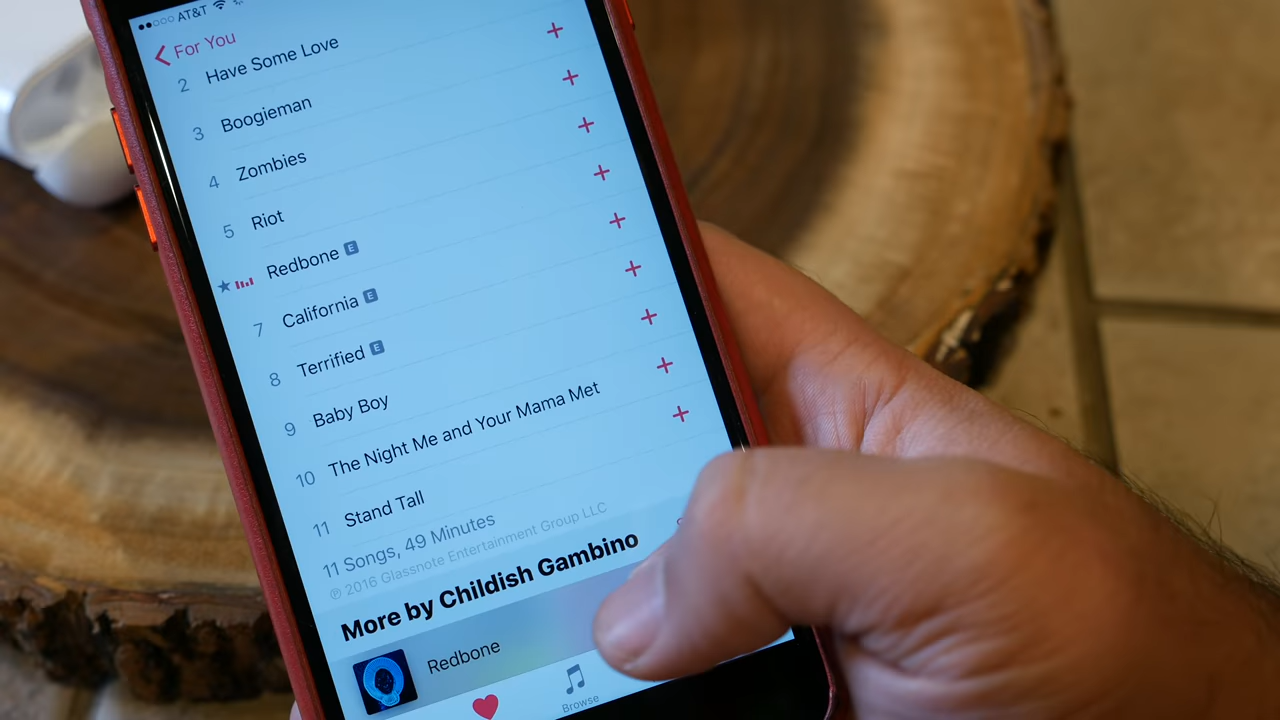 AT&T
For You
2 Have Some Love
3 Boogieman
4 Zombies
5 Riot
Redbone E
7 California E
8 Terrified E
9 Baby Boy
10 The Night Me and Your Mama Met
11 Stand Tall
11 Songs, 49 Minutes
℗ 2016 Glassnote Entertainment Group LLC
More by Childish Gambino
Redbone
Browse